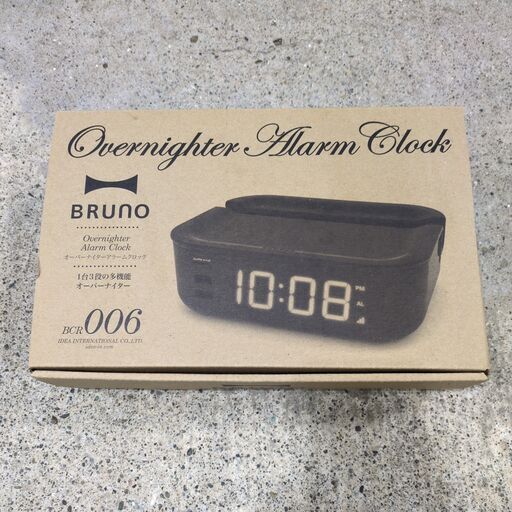 Overnighter Alarm Clock
BRUNO
Overnighter
Alarm Clock
オーバーナイターアラームクロック
1台3役の多機能
オーバーナイター
BCR006
IDEA INTERNATIONAL CO.,LTD.
10:08
PM
AL